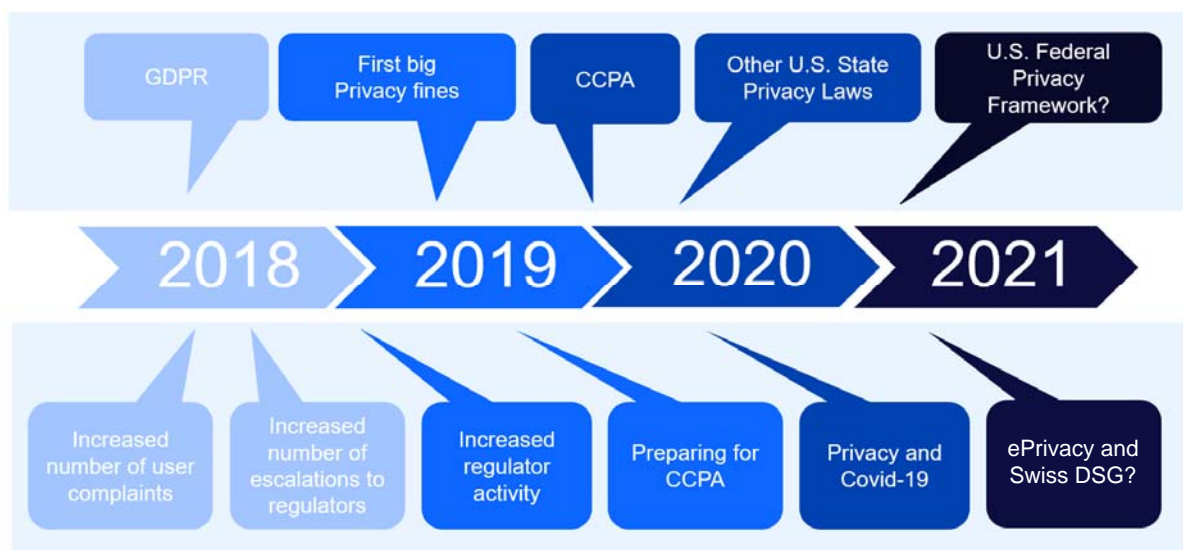 GDPR
First big
Privacy fines
CCPA
Other U.S. State
Privacy Laws
U.S. Federal
Privacy
Framework?
2018
2019
2020
2021
Increased
number of user
complaints
Increased
number of
escalations to
regulators
Increased
regulator
activity
Preparing for
CCPA
Privacy and
Covid-19
ePrivacy and
Swiss DSG?